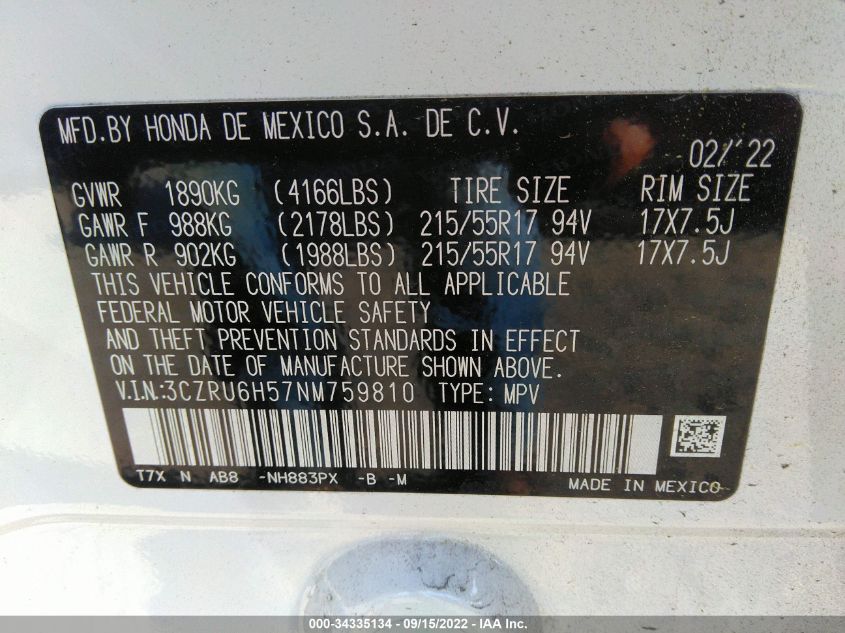 MFD.BY HONDA DE MEXICO S.A. DE C.V.
02/'22
GVWR 1890KG (4166LBS) TIRE SIZE RIM SIZE
GAWR F 988KG (2178LBS) 215/55R17 94V 17X7.5J
GAWR R 902KG (1988LBS) 215/55R17 94V 17X7.5J
THIS VEHICLE CONFORMS TO ALL APPLICABLE
FEDERAL MOTOR VEHICLE SAFETY
AND THEFT PREVENTION STANDARDS IN EFFECT
ON THE DATE OF MANUFACTURE SHOWN ABOVE.
V.I.N.:3CZRU6H57NM759810 TYPE: MPV
T7X N AB8 -NH883PX -B -M
MADE IN MEXICO
000-34335134 - 09/15/2022 - IAA Inc.